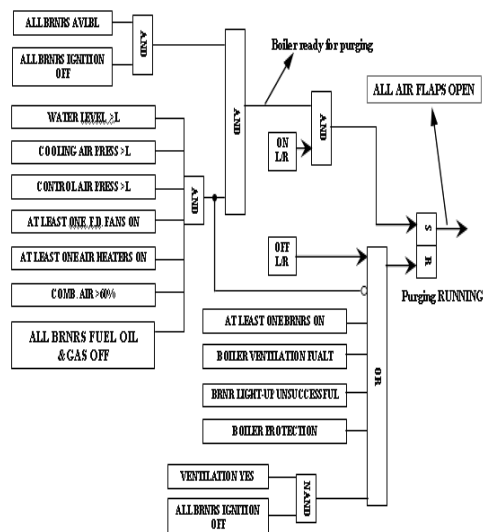 ALL BRNRS AVLBL
ALL BRNRS IGNITION
OFF
AND
WATER LEVEL >L
COOLING AIR PRESS >L
CONTROL AIR PRESS >L
AT LEAST ONE F.D. FANS ON
AT LEAST ONE AIR HEATERS ON
COMB. AIR >60%
ALL BRNRS FUEL OIL
& GAS OFF
AND
AND
Boiler ready for purging
ON
L/R
AND
ALL AIR FLAPS OPEN
S
R
Purging RUNNING
OFF
L/R
AT LEAST ONE BRNRS ON
BOILER VENTILATION FUALT
BRNR LIGHT-UP UNSUCCESSFUL
BOILER PROTECTION
OR
VENTILATION YES
ALL BRNRS IGNITION
OFF
NAND